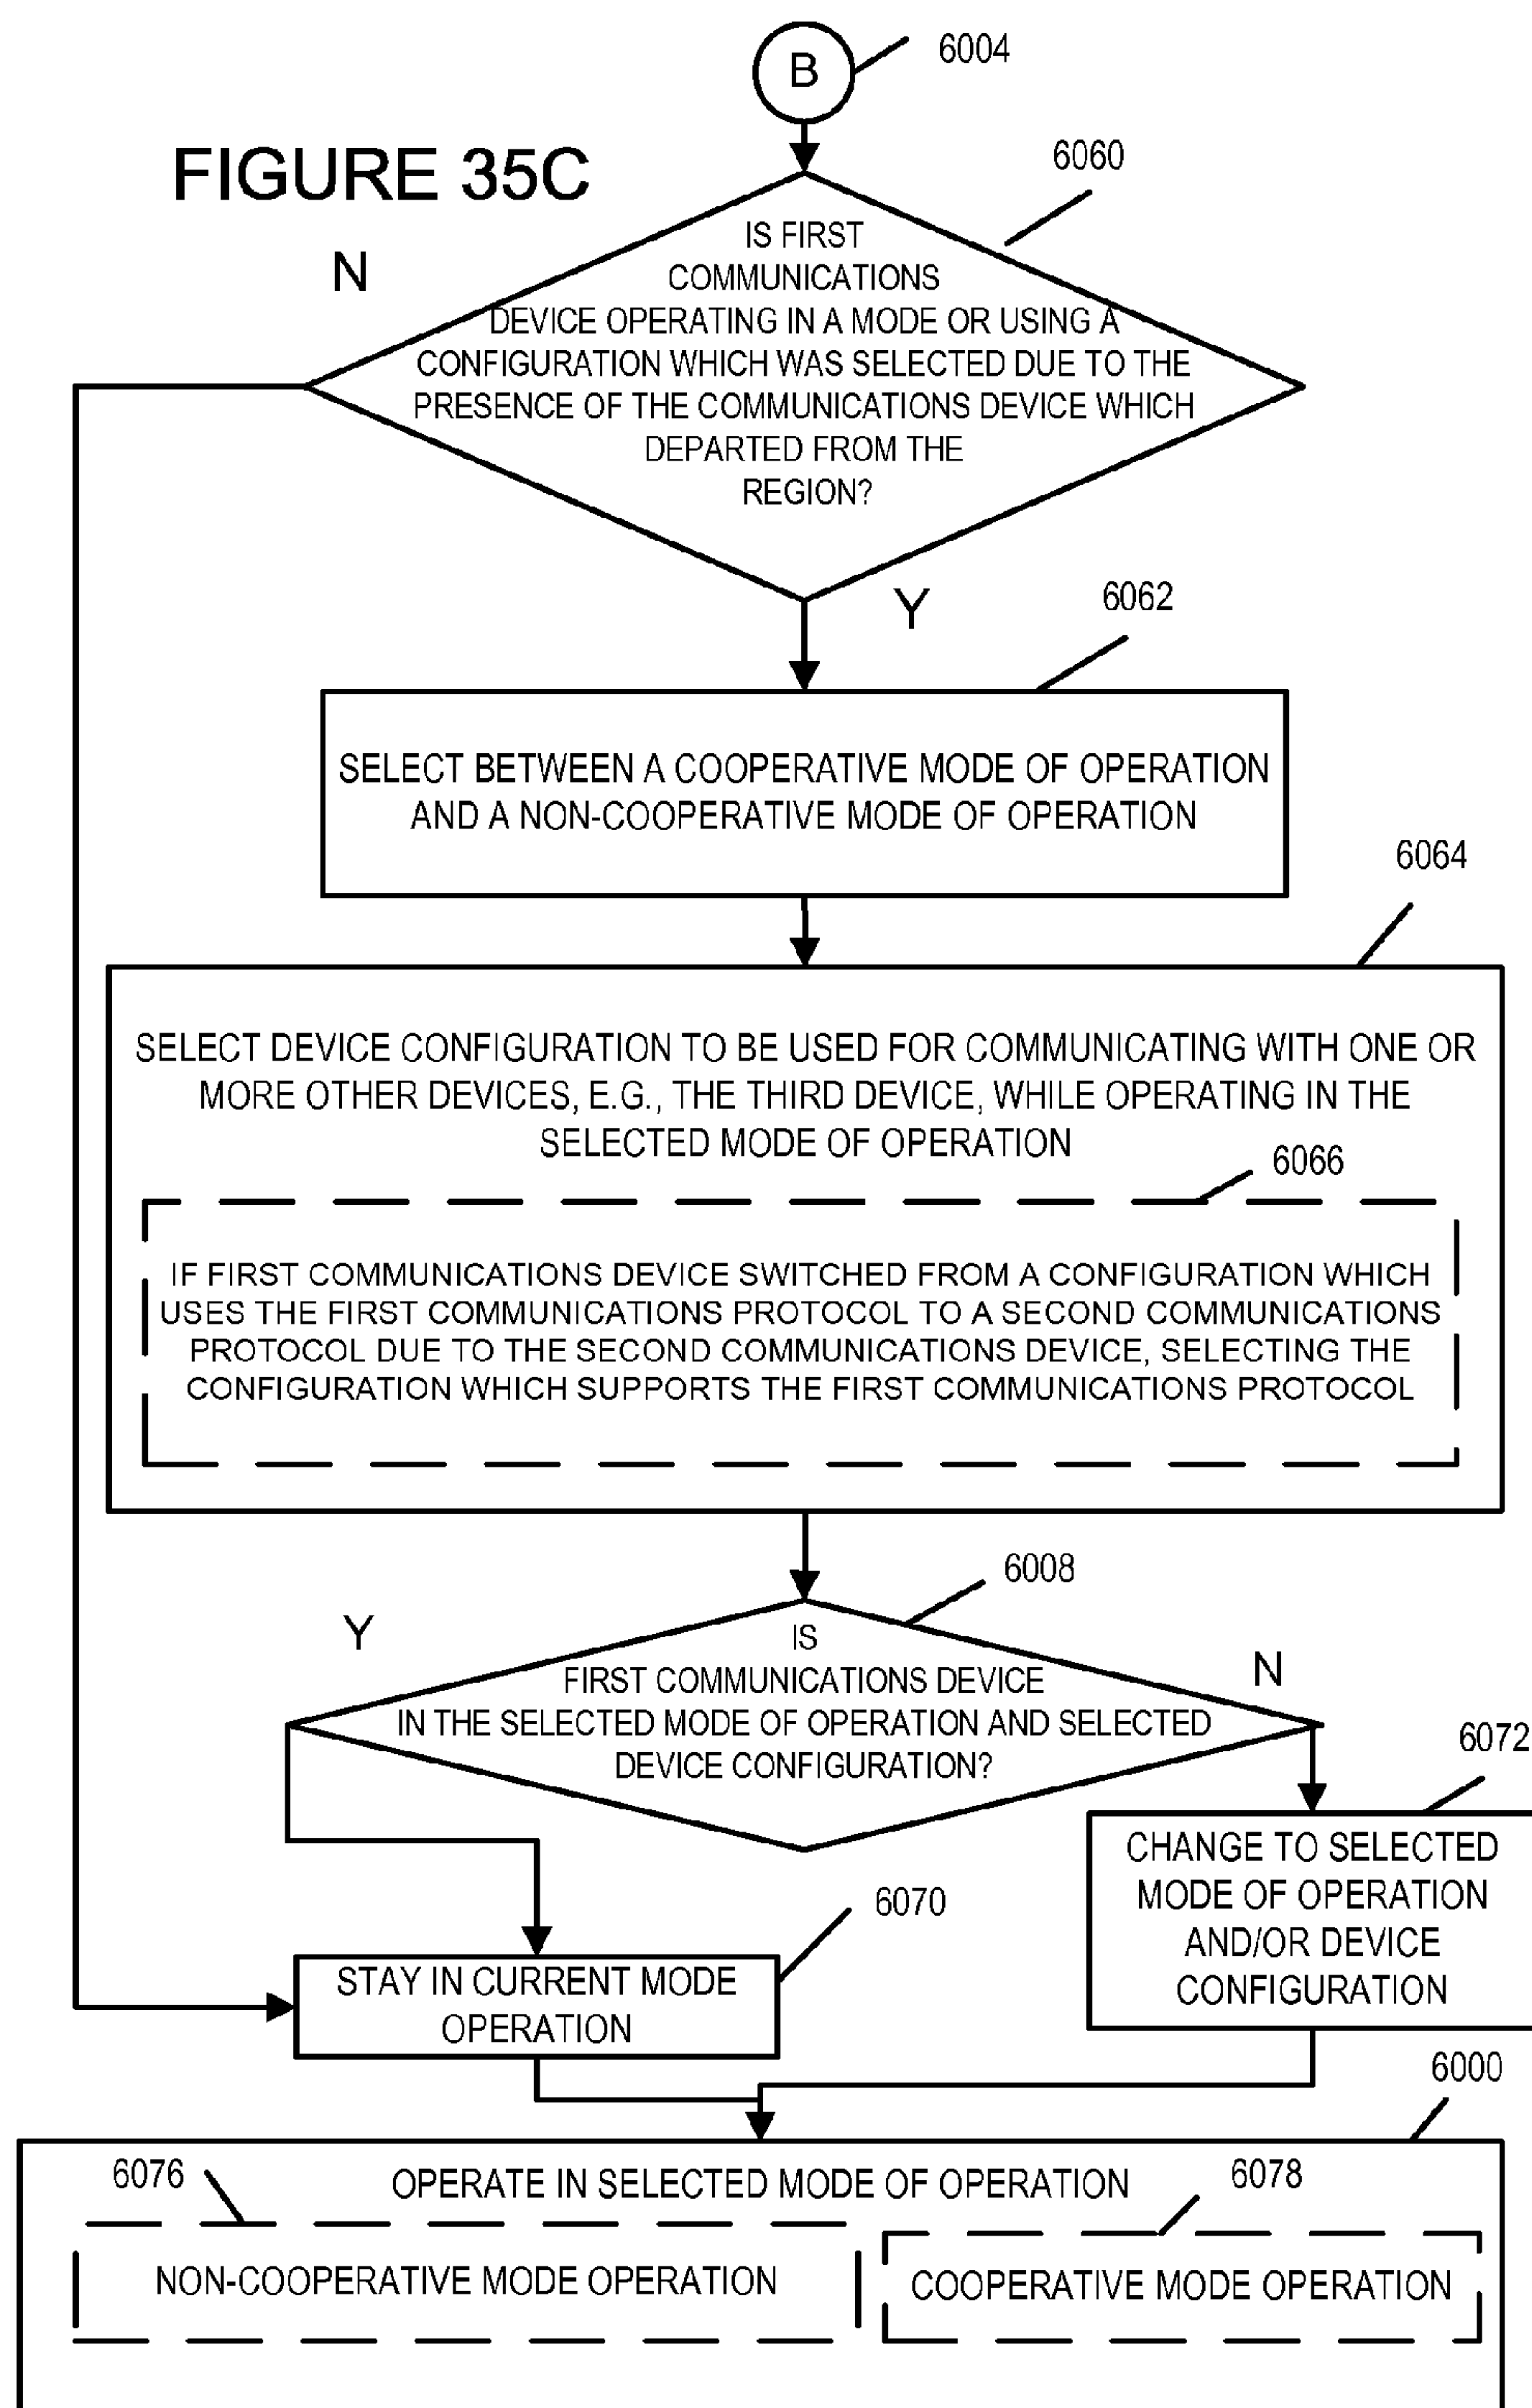 B
6004
FIGURE 35C
6060
N
IS FIRST
COMMUNICATIONS
DEVICE OPERATING IN A MODE OR USING A
CONFIGURATION WHICH WAS SELECTED DUE TO THE
PRESENCE OF THE COMMUNICATIONS DEVICE WHICH
DEPARTED FROM THE
REGION?
Y
6062
SELECT BETWEEN A COOPERATIVE MODE OF OPERATION
AND A NON-COOPERATIVE MODE OF OPERATION
6064
SELECT DEVICE CONFIGURATION TO BE USED FOR COMMUNICATING WITH ONE OR
MORE OTHER DEVICES, E.G., THE THIRD DEVICE, WHILE OPERATING IN THE
SELECTED MODE OF OPERATION
6066
IF FIRST COMMUNICATIONS DEVICE SWITCHED FROM A CONFIGURATION WHICH
USES THE FIRST COMMUNICATIONS PROTOCOL TO A SECOND COMMUNICATIONS
PROTOCOL DUE TO THE SECOND COMMUNICATIONS DEVICE, SELECTING THE
CONFIGURATION WHICH SUPPORTS THE FIRST COMMUNICATIONS PROTOCOL
6008
Y
IS
FIRST COMMUNICATIONS DEVICE
IN THE SELECTED MODE OF OPERATION AND SELECTED
DEVICE CONFIGURATION?
N
6072
CHANGE TO SELECTED
MODE OF OPERATION
AND/OR DEVICE
CONFIGURATION
6070
STAY IN CURRENT MODE
OPERATION
6000
OPERATE IN SELECTED MODE OF OPERATION
6076
6078
NON-COOPERATIVE MODE OPERATION
COOPERATIVE MODE OPERATION